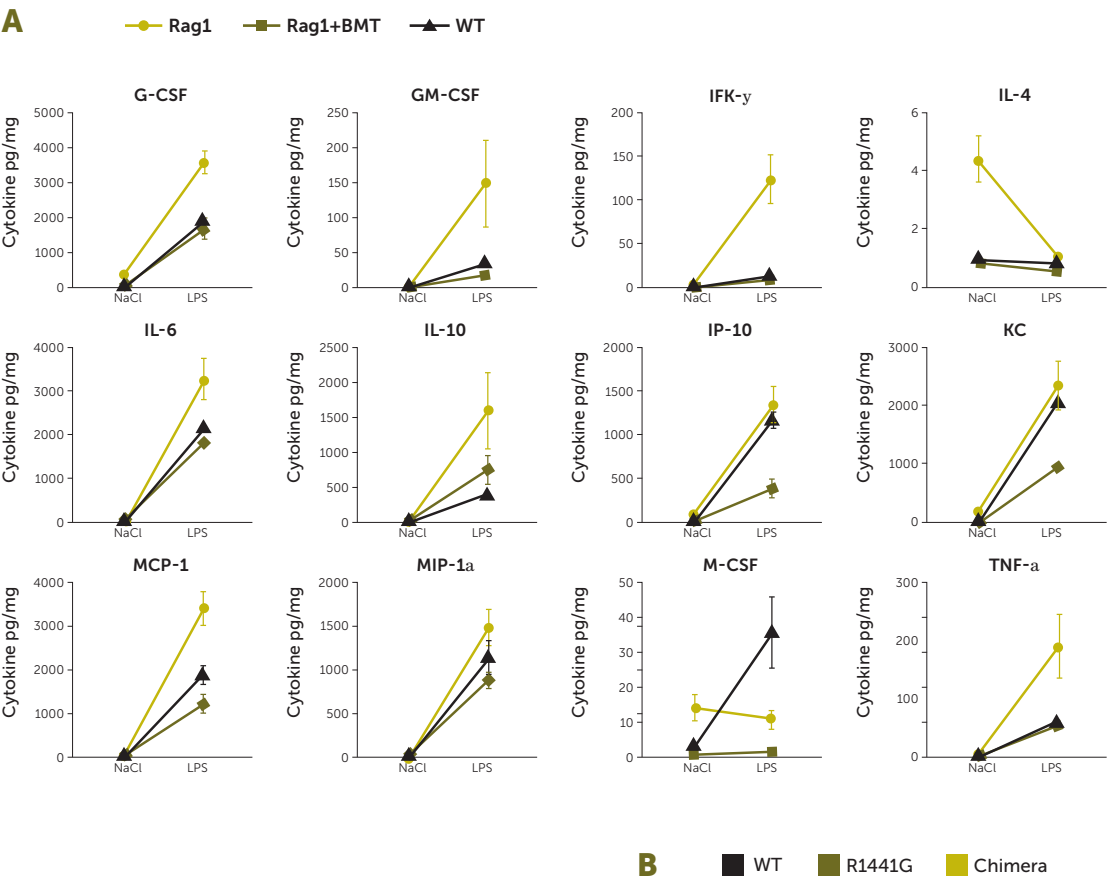 A
Rag1 Rag1+BMT WT
G-CSF GM-CSF IFK-y IL-4
Cytokine pg/mg
5000
4000
3000
2000
1000
0
NaCl LPS
Cytokine pg/mg
250
200
150
100
50
0
NaCl LPS
Cytokine pg/mg
200
150
100
50
0
NaCl LPS
Cytokine pg/mg
6
4
2
0
NaCl LPS
IL-6 IL-10 IP-10 KC
Cytokine pg/mg
4000
3000
2000
1000
0
NaCl LPS
Cytokine pg/mg
2500
2000
1500
1000
500
0
NaCl LPS
Cytokine pg/mg
2000
1500
1000
500
0
NaCl LPS
Cytokine pg/mg
3000
2000
1000
0
NaCl LPS
MCP-1 MIP-1a M-CSF TNF-a
Cytokine pg/mg
4000
3000
2000
1000
0
NaCl LPS
Cytokine pg/mg
2000
1500
1000
500
0
NaCl LPS
Cytokine pg/mg
50
40
30
20
10
0
NaCl LPS
Cytokine pg/mg
300
200
100
0
NaCl LPS
B WT R1441G Chimera